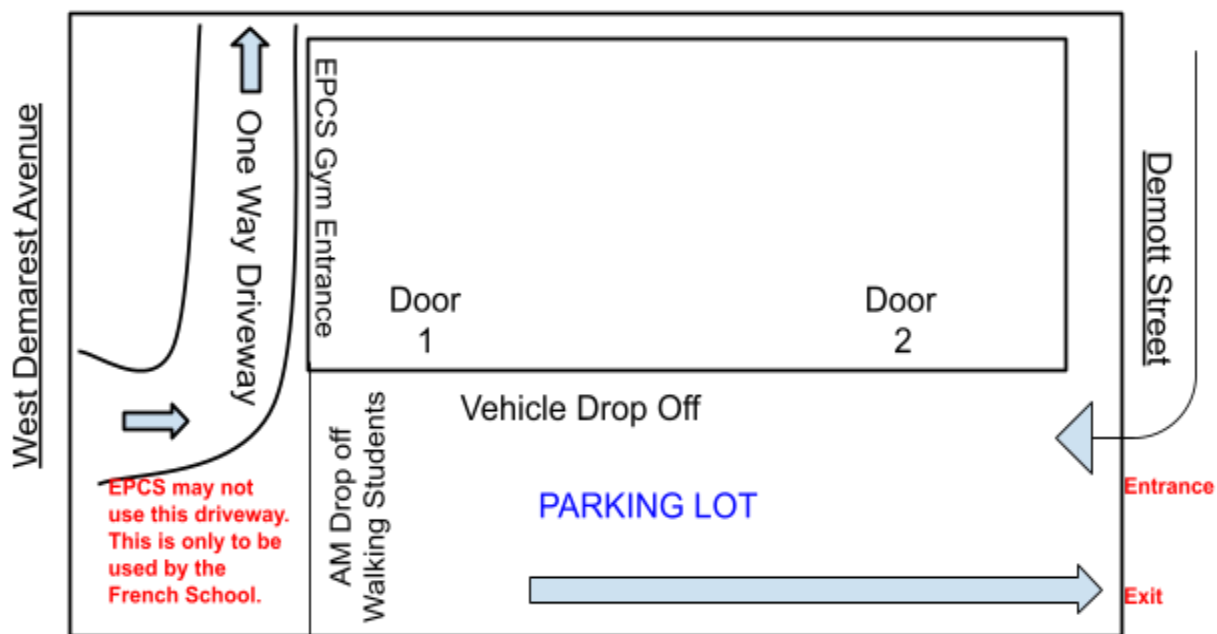 West Demarest Avenue
One Way Driveway
EPCS Gym Entrance
Door
1
Door
2
Demott Street
Vehicle Drop Off
AM Drop off
Walking Students
PARKING LOT
EPCS may not
use this driveway.
This is only to be
used by the
French School.
Entrance
Exit